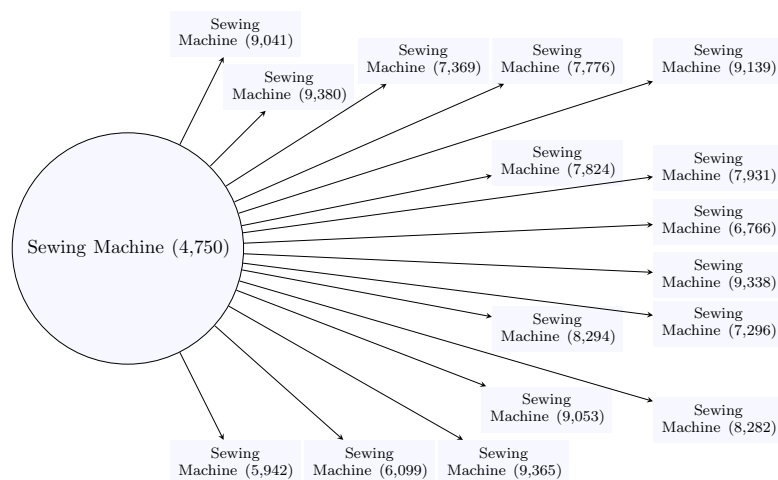 Sewing
Machine (9,041)
Sewing
Machine (9,380)
Sewing
Machine (7,369)
Sewing
Machine (7,776)
Sewing
Machine (9,139)
Sewing
Machine (7,824)
Sewing
Machine (7,931)
Sewing
Machine (6,766)
Sewing Machine (4,750)
Sewing
Machine (9,338)
Sewing
Machine (7,296)
Sewing
Machine (8,294)
Sewing
Machine (9,053)
Sewing
Machine (8,282)
Sewing
Machine (5,942)
Sewing
Machine (6,099)
Sewing
Machine (9,365)